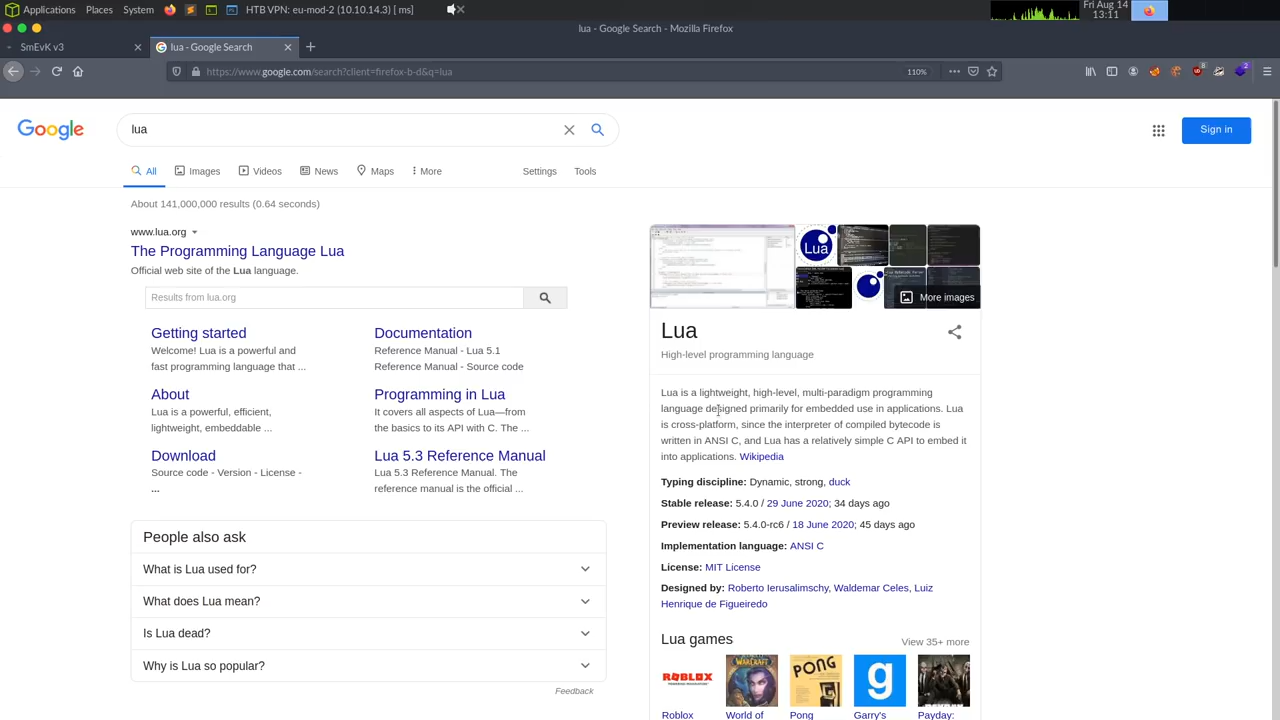 Applications Places System HTB VPN: eu-mod-2 (10.10.14.3) [ ms] Fri Aug 14
13:11
lua - Google Search - Mozilla Firefox
SmEvK v3
lua - Google Search
https://www.google.com/search?client=firefox-b-d&q=lua
110%
8
2
Google
lua
Sign in
All Images Videos News Maps More Settings Tools
About 141,000,000 results (0.64 seconds)
www.lua.org
The Programming Language Lua
Official web site of the Lua language.
Results from lua.org
Getting started
Welcome! Lua is a powerful and
fast programming language that ...
Documentation
Reference Manual - Lua 5.1
Reference Manual - Source code
About
Lua is a powerful, efficient,
lightweight, embeddable ...
Programming in Lua
It covers all aspects of Lua—from
the basics to its API with C. The ...
Download
Source code - Version - License -
...
Lua 5.3 Reference Manual
Lua 5.3 Reference Manual. The
reference manual is the official ...
People also ask
What is Lua used for?
What does Lua mean?
Is Lua dead?
Why is Lua so popular?
Feedback
Lua
More images
Lua
High-level programming language
Lua is a lightweight, high-level, multi-paradigm programming
language designed primarily for embedded use in applications. Lua
is cross-platform, since the interpreter of compiled bytecode is
written in ANSI C, and Lua has a relatively simple C API to embed it
into applications. Wikipedia
Typing discipline: Dynamic, strong, duck
Stable release: 5.4.0 / 29 June 2020; 34 days ago
Preview release: 5.4.0-rc6 / 18 June 2020; 45 days ago
Implementation language: ANSI C
License: MIT License
Designed by: Roberto Ierusalimschy, Waldemar Celes, Luiz
Henrique de Figueiredo
Lua games
View 35+ more
ROBLOX
WARCRAFT
PONG
g
Roblox World of Pong Garry's Payday: